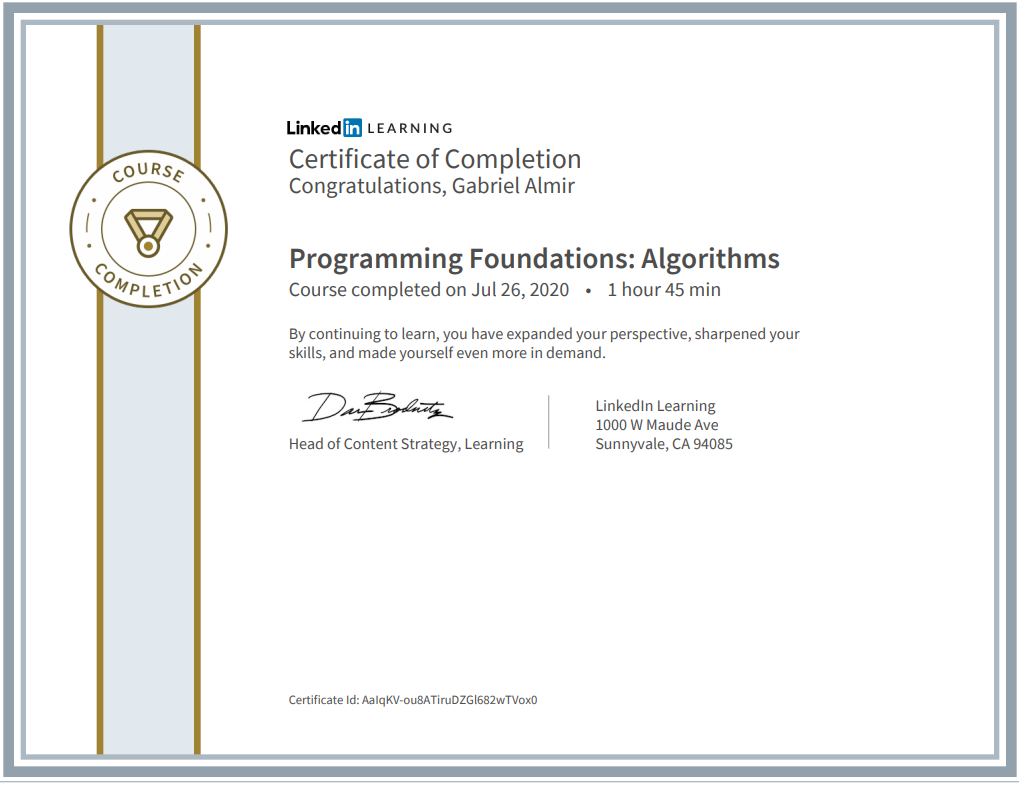 COURSE
COMPLETION
Linked in LEARNING
Certificate of Completion
Congratulations, Gabriel Almir
Programming Foundations: Algorithms
Course completed on Jul 26, 2020 • 1 hour 45 min
By continuing to learn, you have expanded your perspective, sharpened your
skills, and made yourself even more in demand.
Head of Content Strategy, Learning
LinkedIn Learning
1000 W Maude Ave
Sunnyvale, CA 94085
Certificate Id: AaIqKV-ou8ATiruDZGl682wTVox0